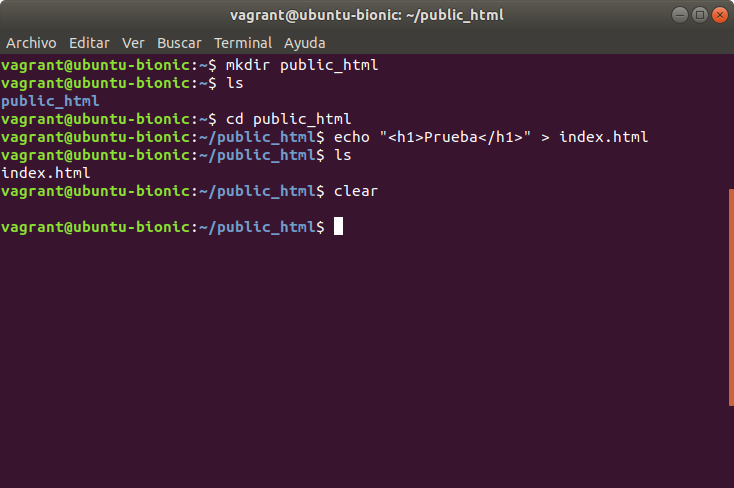 vagrant@ubuntu-bionic: ~/public_html
Archivo Editar Ver Buscar Terminal Ayuda
vagrant@ubuntu-bionic:~$ mkdir public_html
vagrant@ubuntu-bionic:~$ ls
public_html
vagrant@ubuntu-bionic:~$ cd public_html
vagrant@ubuntu-bionic:~/public_html$ echo "<h1>Prueba</h1>" > index.html
vagrant@ubuntu-bionic:~/public_html$ ls
index.html
vagrant@ubuntu-bionic:~/public_html$ clear
vagrant@ubuntu-bionic:~/public_html$